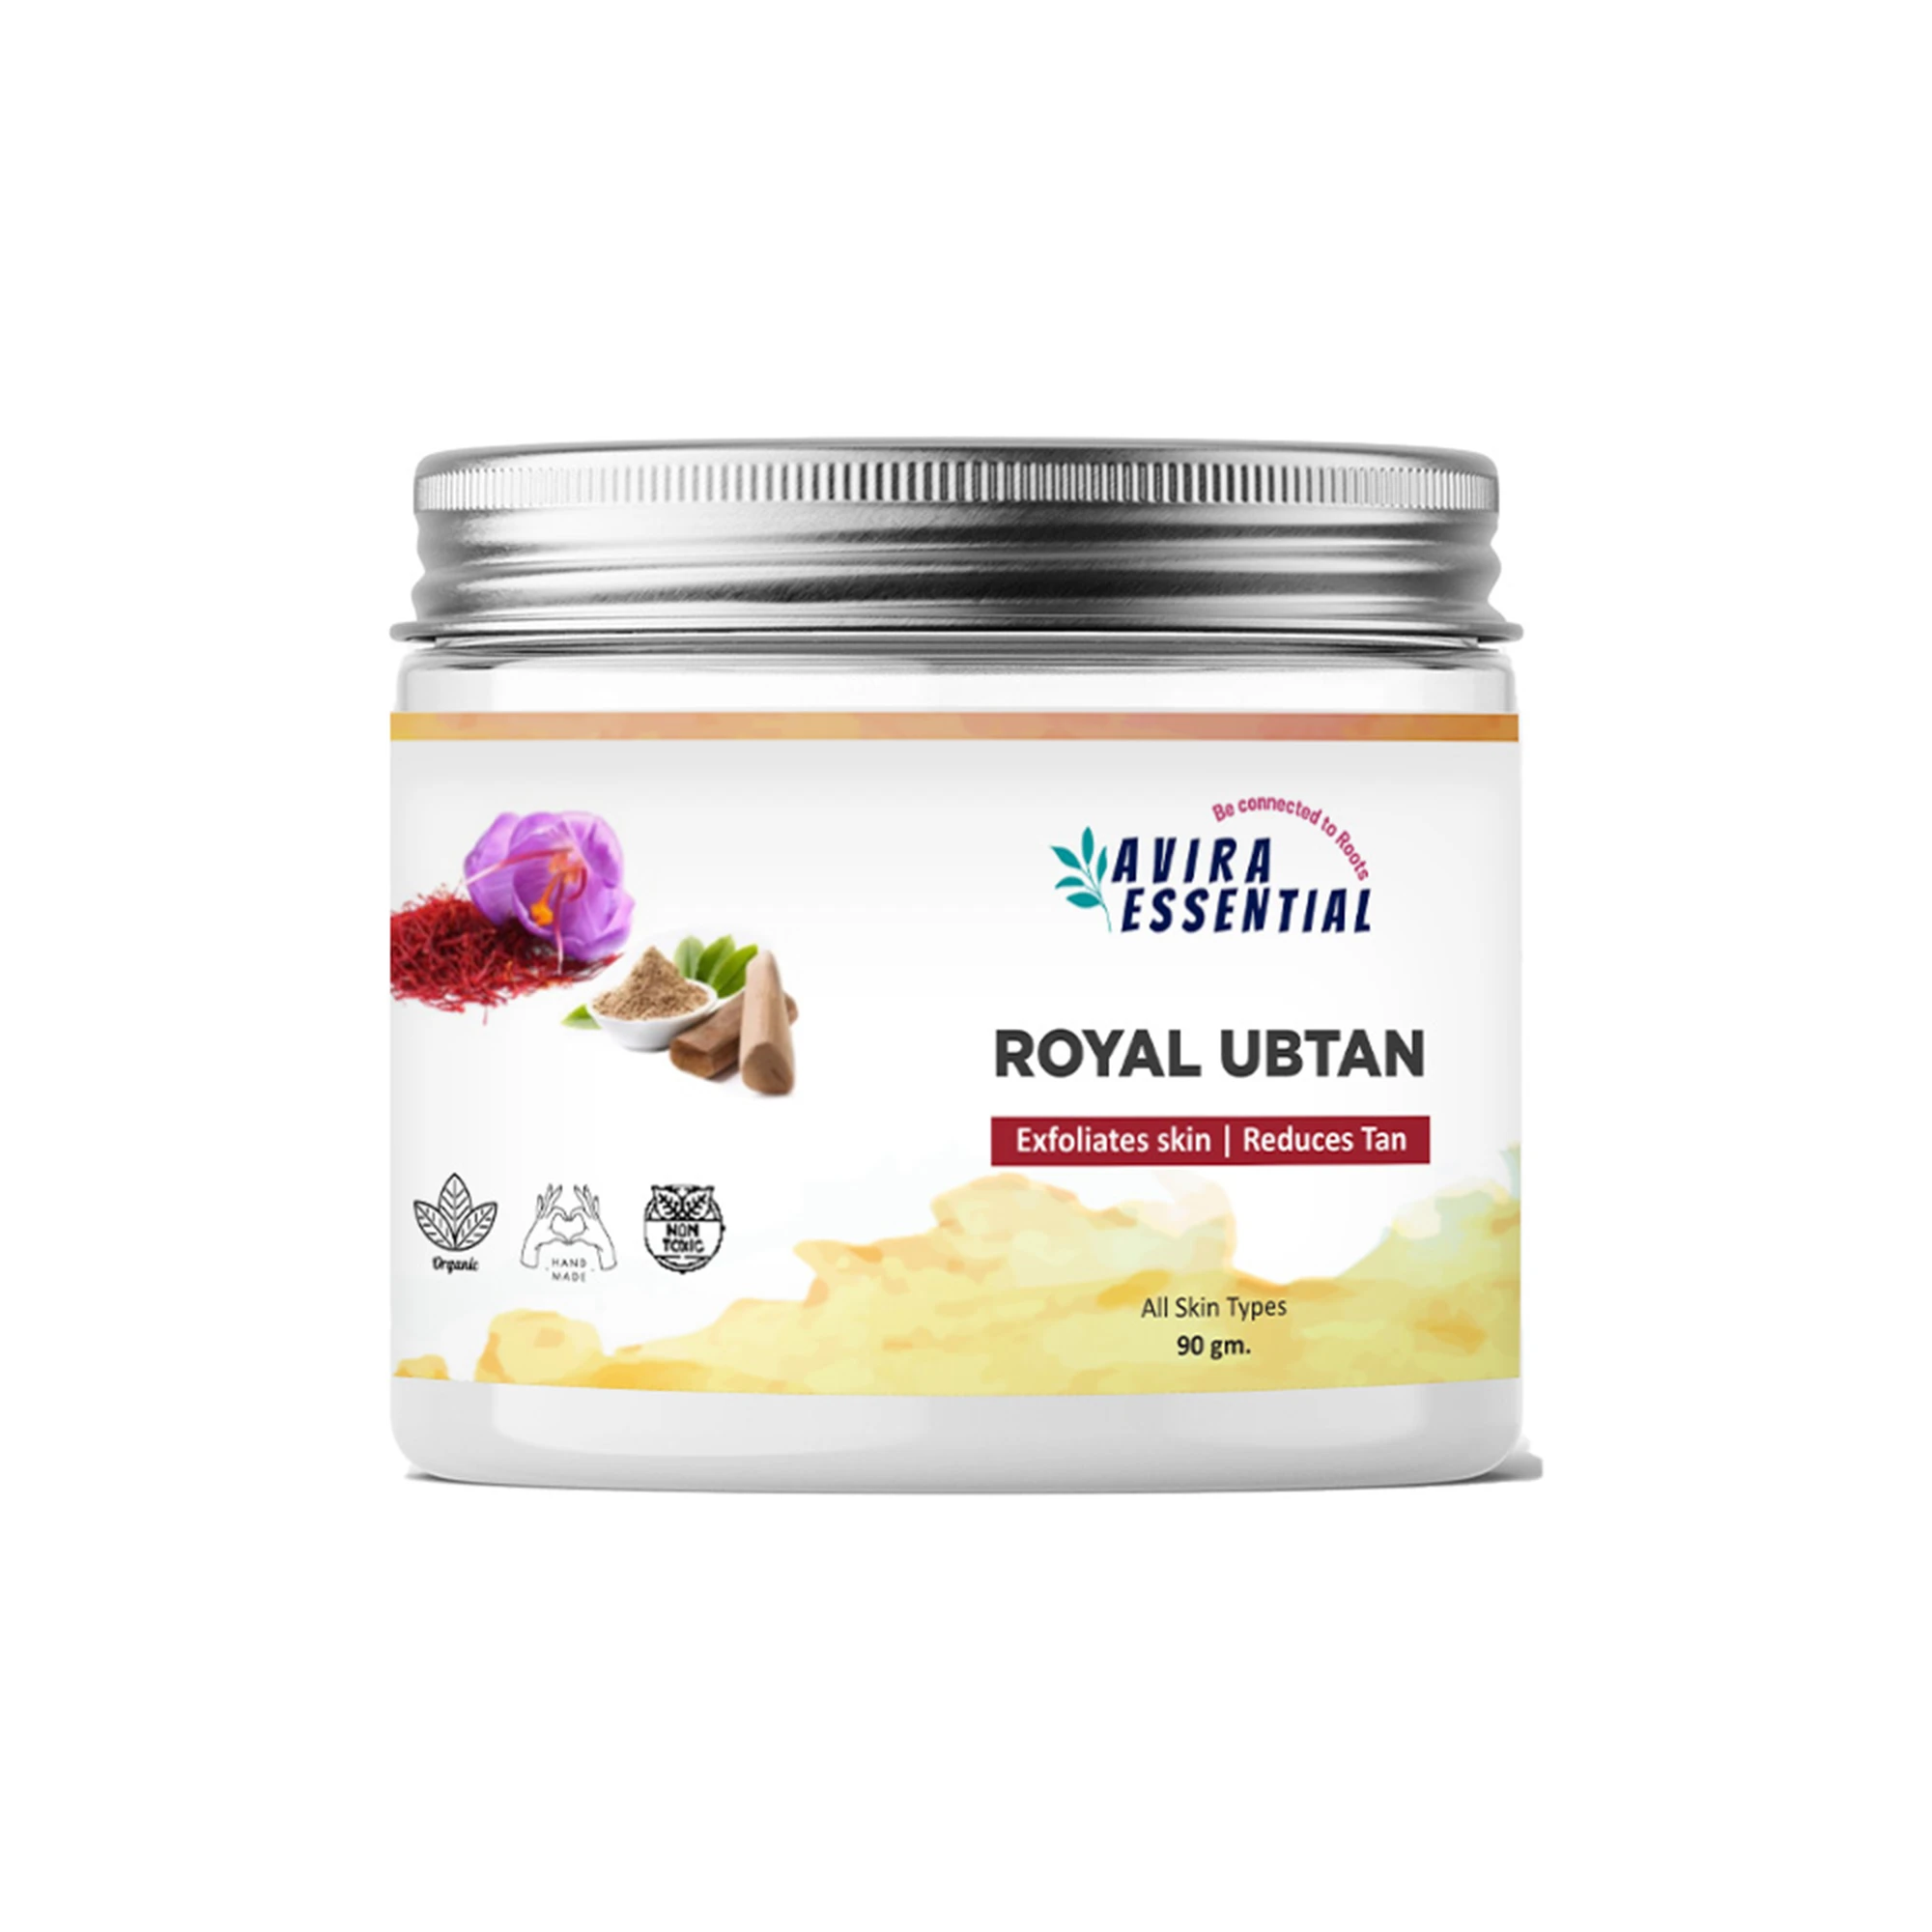 Be connected to Roots
AVIRA
ESSENTIAL
ROYAL UBTAN
Exfoliates skin | Reduces Tan
Organic
HAND
MADE
NON
TOXIC
All Skin Types
90 gm.